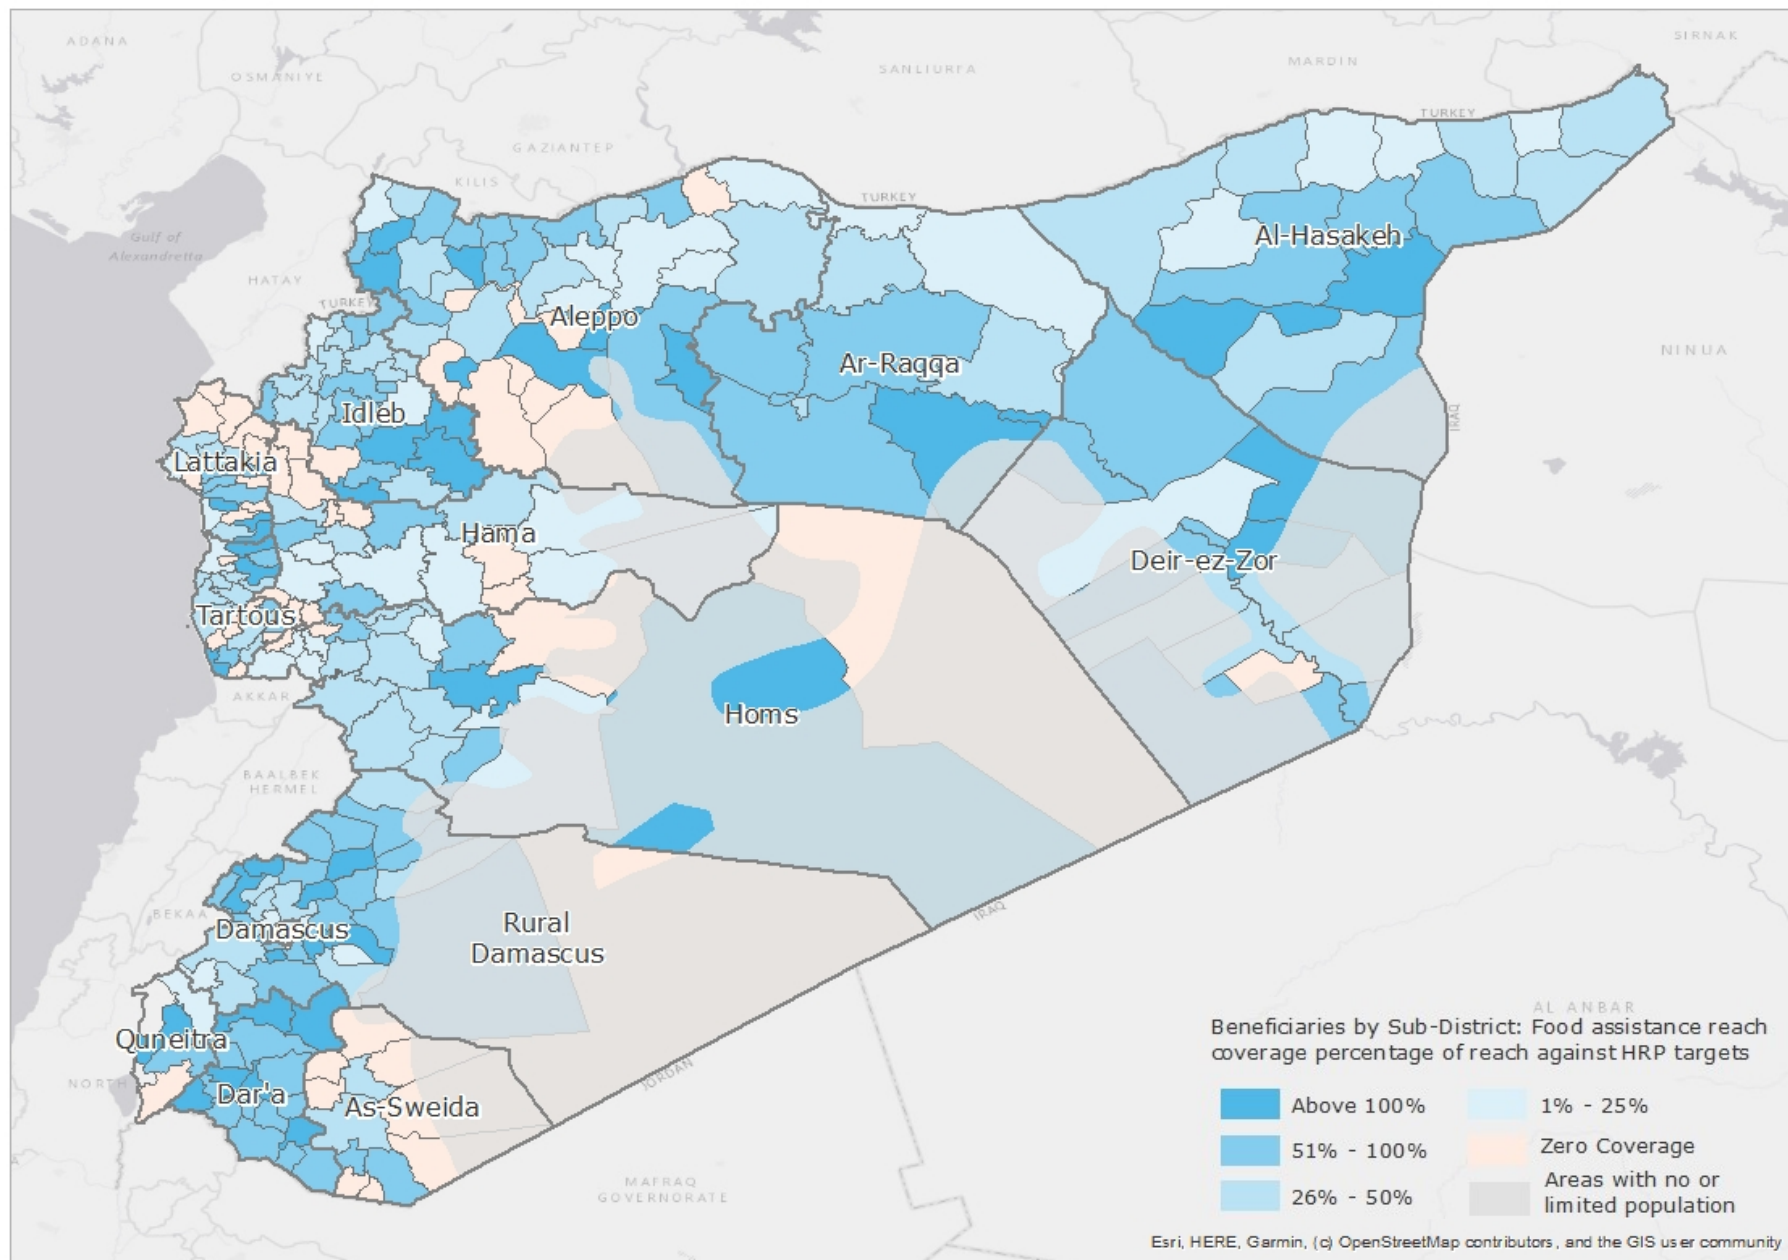 ADANA
OSMANIYE
SANLIURFA
MARDIN
SIRNAK
TURKEY
GAZIANTEP
KILIS
TURKEY
Gulf of
Alexandretta
HATAY
TURKEY
Al-Hasakeh
Aleppo
Ar-Raqqa
NINUA
Idleb
IRAQ
Lattakia
Hama
Deir-ez-Zor
Tartous
AKKAR
Homs
BAALBEK
HERMEL
BEKAA
Damascus
Rural
Damascus
IRAQ
Quneitra
NORTH
Dar'a
As-Sweida
JORDAN
MAFRAQ
GOVERNORATE
AL ANBAR
Beneficiaries by Sub-District: Food assistance reach
coverage percentage of reach against HRP targets
Above 100%
1% - 25%
51% - 100%
Zero Coverage
26% - 50%
Areas with no or
limited population
Esri, HERE, Garmin, (c) OpenStreetMap contributors, and the GIS user community